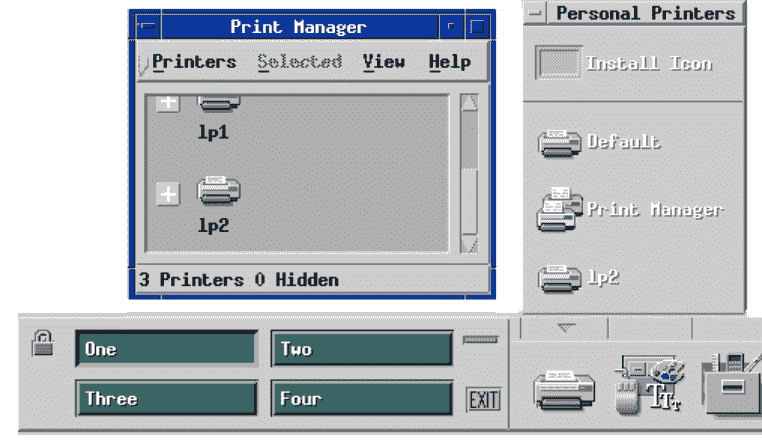 Print Manager
Printers Selected View Help
lp1
lp2
3 Printers 0 Hidden
Personal Printers
Install Icon
Default
Print Manager
lp2
One Two
Three Four EXIT